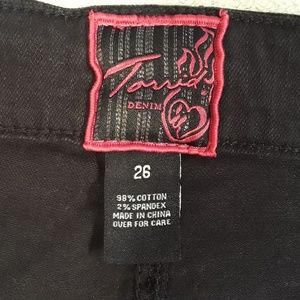 Torrid
DENIM
26
98% COTTON
2% SPANDEX
MADE IN CHINA
OVER FOR CARE